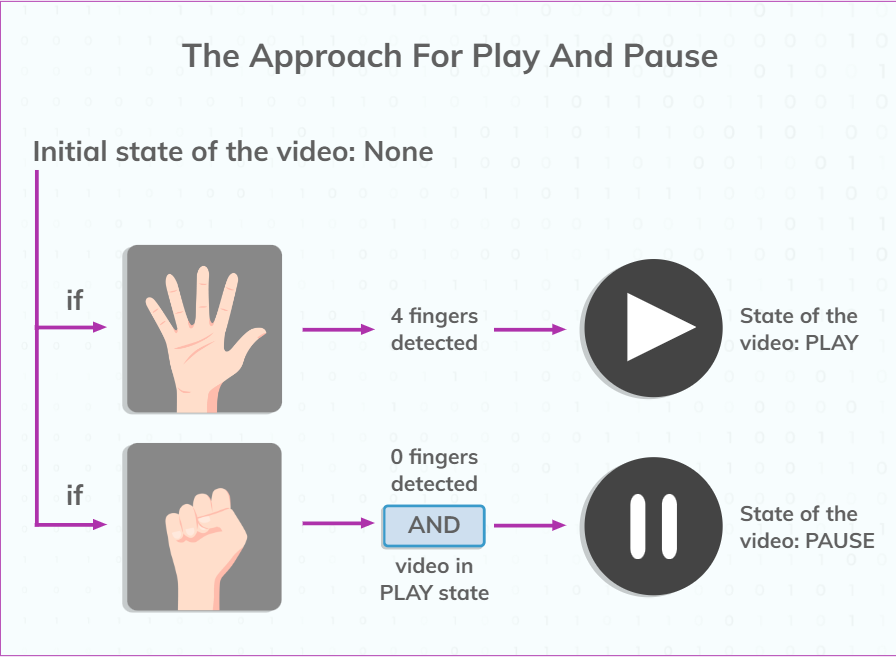 The Approach For Play And Pause
Initial state of the video: None
if
4 fingers
detected
State of the
video: PLAY
if
0 fingers
detected
AND
video in
PLAY state
State of the
video: PAUSE